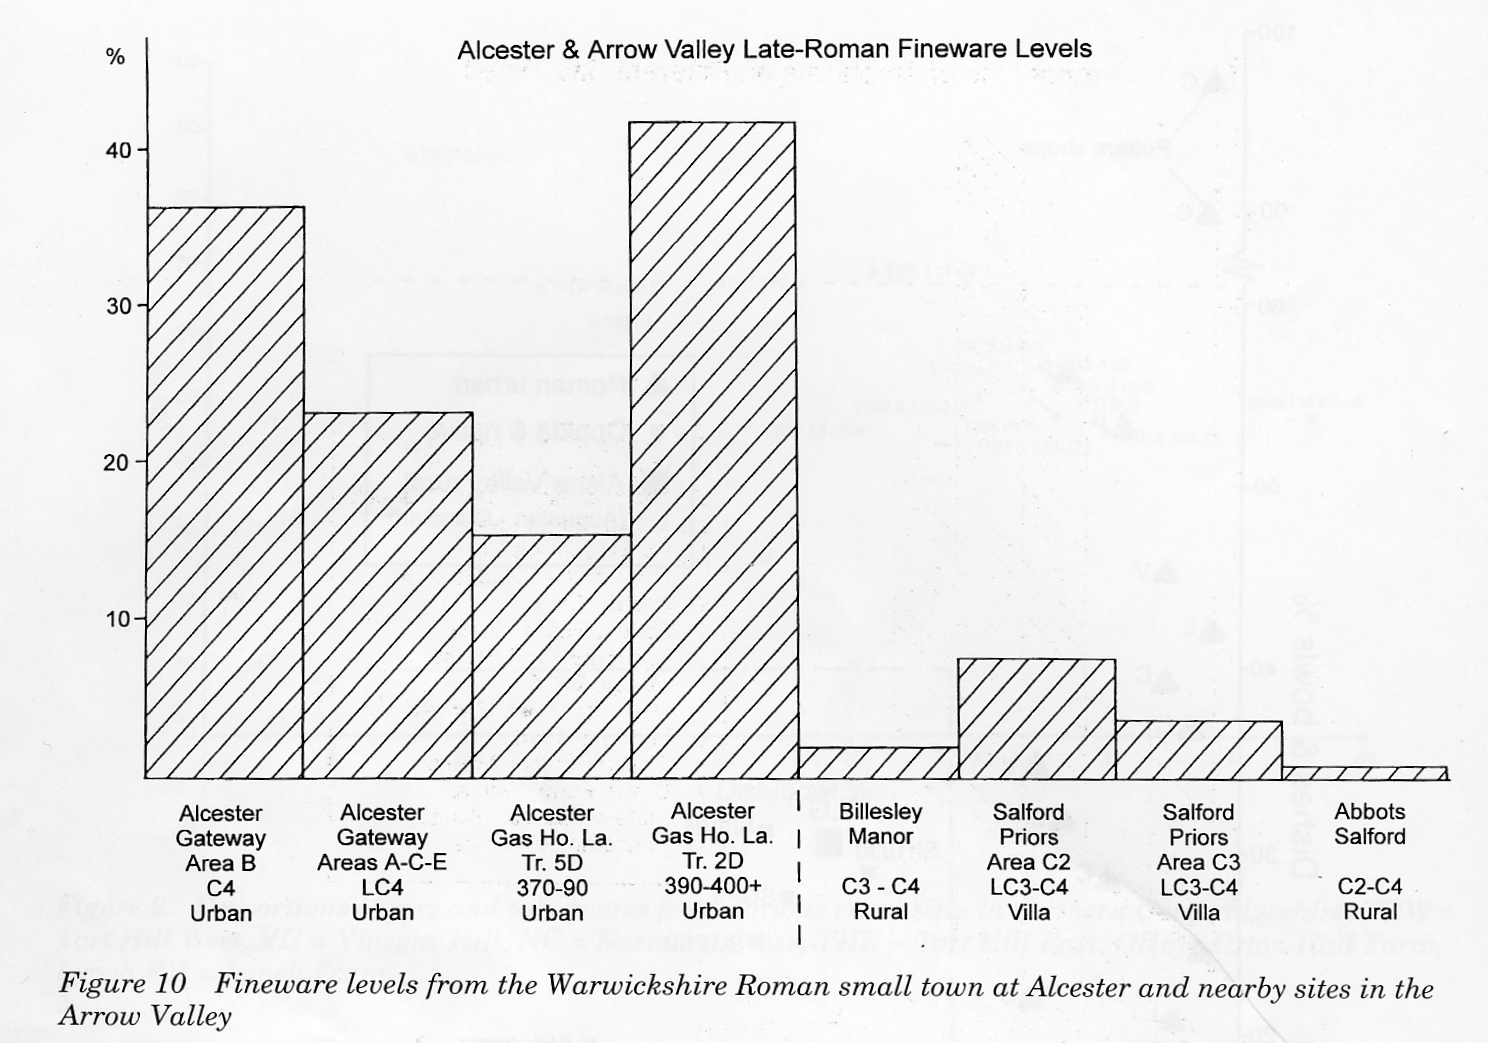 Alcester & Arrow Valley Late-Roman Fineware Levels
%
40
30
20
10
Alcester
Gateway
Area B
C4
Urban
Alcester
Gateway
Areas A-C-E
LC4
Urban
Alcester
Gas Ho. La.
Tr. 5D
370-90
Urban
Alcester
Gas Ho. La.
Tr. 2D
390-400+
Urban
Billesley
Manor
C3 - C4
Rural
Salford
Priors
Area C2
LC3-C4
Villa
Salford
Priors
Area C3
LC3-C4
Villa
Abbots
Salford
C2-C4
Rural
Figure 10 Fineware levels from the Warwickshire Roman small town at Alcester and nearby sites in the
Arrow Valley